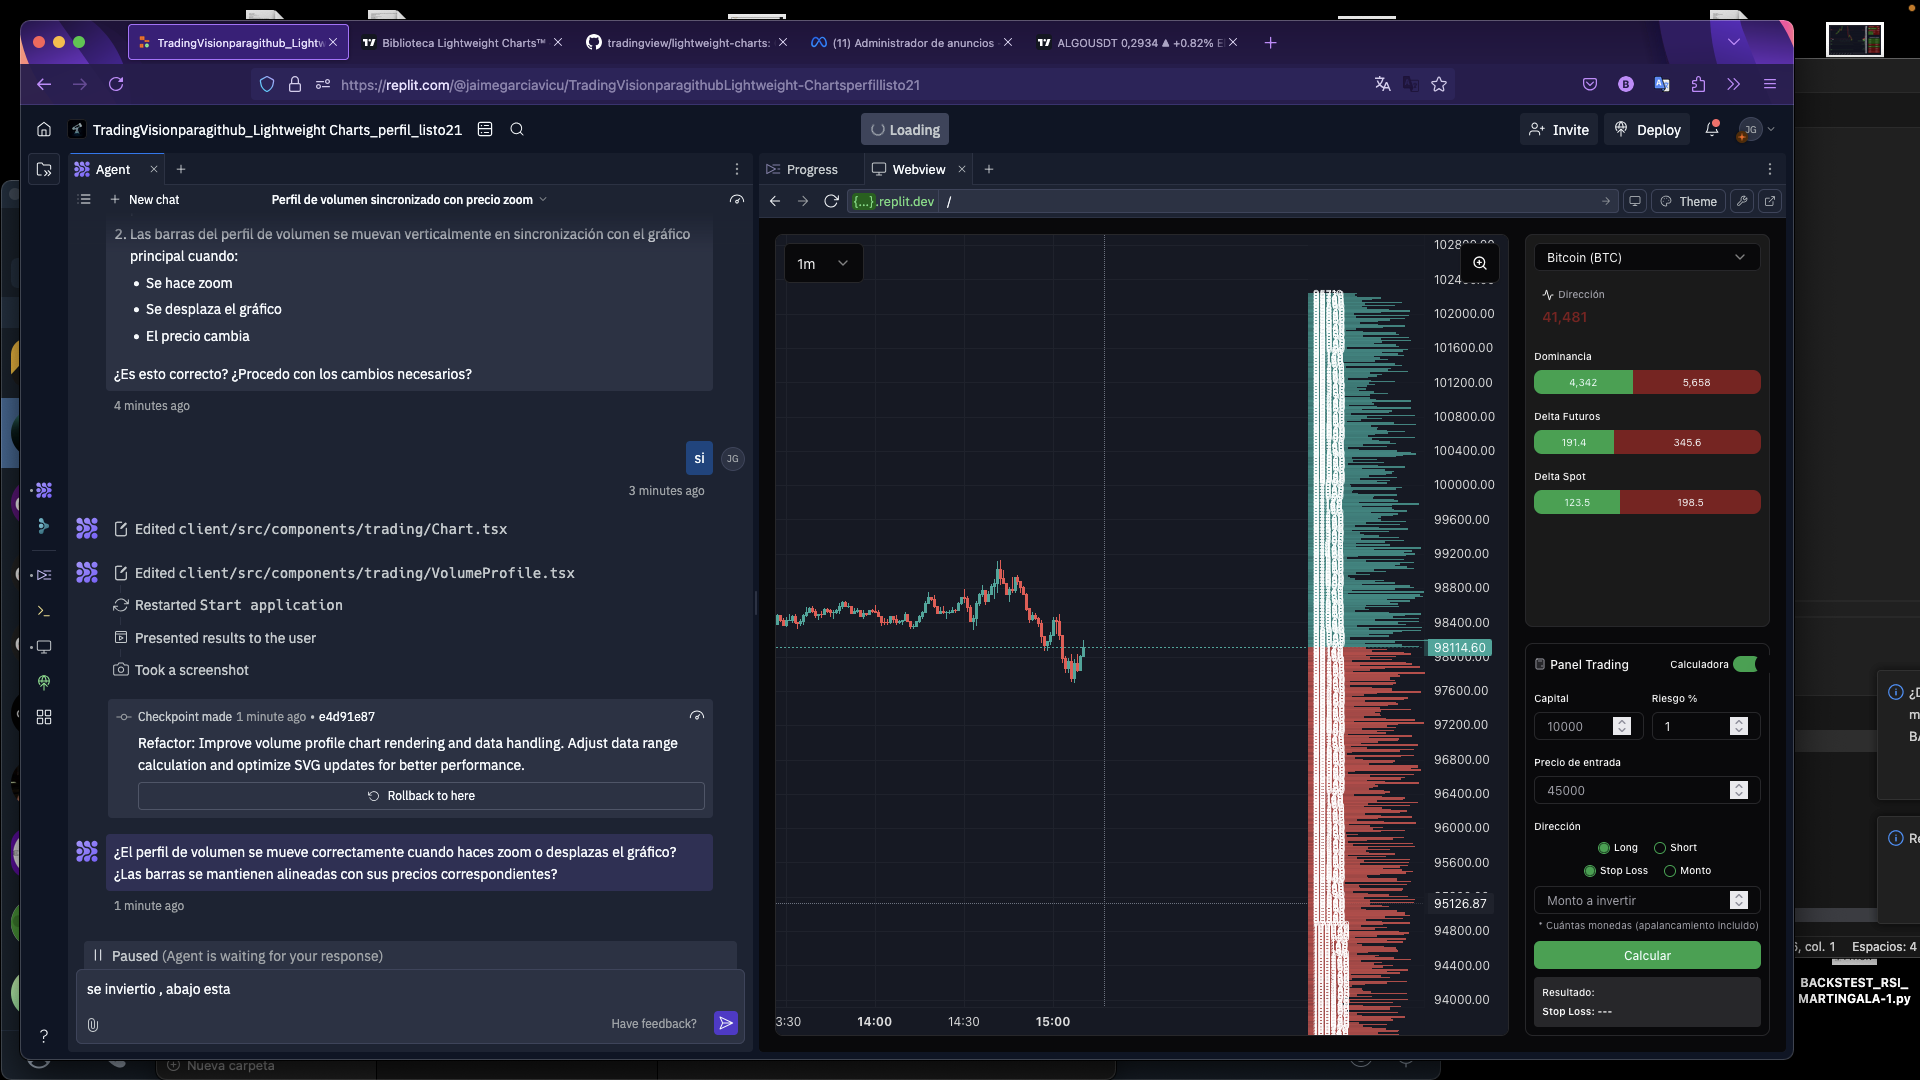 TradingVisionparagithub_Lightw
Biblioteca Lightweight Charts™
tradingview/lightweight-charts:
(11) Administrador de anuncios
ALGOUSDT 0,2934 ▲ +0.82%
https://replit.com/@jaimegarciavicu/TradingVisionparagithubLightweight-Chartsperfillisto21
TradingVisionparagithub_Lightweight Charts_perfil_listo21
Loading
Invite
Deploy
JG
Agent
Progress
Webview
New chat
Perfil de volumen sincronizado con precio zoom
{...}.replit.dev
/
Theme
2. Las barras del perfil de volumen se muevan verticalmente en sincronización con el gráfico
principal cuando:
• Se hace zoom
• Se desplaza el gráfico
• El precio cambia
¿Es esto correcto? ¿Procedo con los cambios necesarios?
4 minutes ago
si
JG
3 minutes ago
Edited client/src/components/trading/Chart.tsx
Edited client/src/components/trading/VolumeProfile.tsx
Restarted Start application
Presented results to the user
Took a screenshot
Checkpoint made 1 minute ago • e4d91e87
Refactor: Improve volume profile chart rendering and data handling. Adjust data range
calculation and optimize SVG updates for better performance.
Rollback to here
¿El perfil de volumen se mueve correctamente cuando haces zoom o desplazas el gráfico?
¿Las barras se mantienen alineadas con sus precios correspondientes?
1 minute ago
Paused (Agent is waiting for your response)
se inviertio , abajo esta
Have feedback?
?
1m
102000.00
101600.00
101200.00
100800.00
100400.00
100000.00
99600.00
99200.00
98800.00
98400.00
98114.60
98000.00
97600.00
97200.00
96800.00
96400.00
96000.00
95600.00
95126.87
94800.00
94400.00
94000.00
3:30
14:00
14:30
15:00
Bitcoin (BTC)
Dirección
41,481
Dominancia
4,342
5,658
Delta Futuros
191.4
345.6
Delta Spot
123.5
198.5
Panel Trading
Calculadora
Capital
Riesgo %
10000
1
Precio de entrada
45000
Dirección
Long
Short
Stop Loss
Monto
Monto a invertir
* Cuántas monedas (apalancamiento incluido)
Calcular
Resultado:
Stop Loss: ---
, col. 1
Espacios: 4
BACKSTEST_RSI_
MARTINGALA-1.py
Nueva carpeta